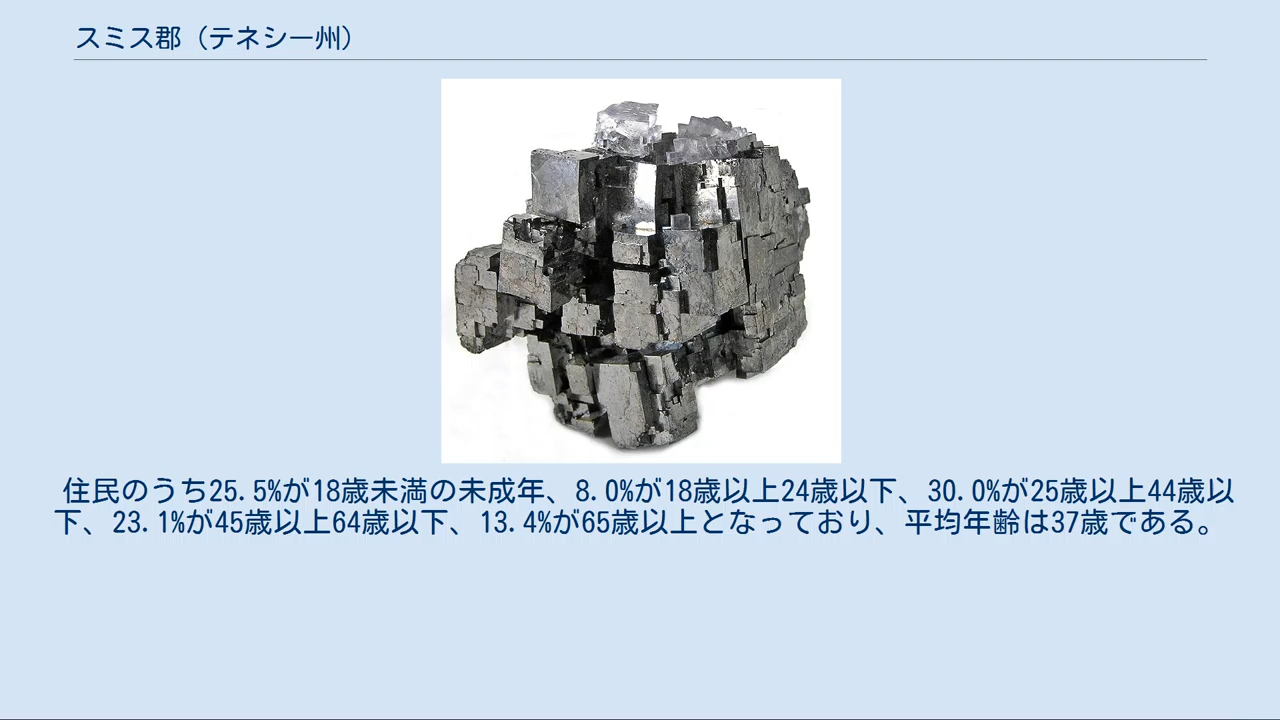 スミス郡（テネシー州）
住民のうち25.5%が18歳未満の未成年、8.0%が18歳以上24歳以下、30.0%が25歳以上44歳以
下、23.1%が45歳以上64歳以下、13.4%が65歳以上となっており、平均年齢は37歳である。